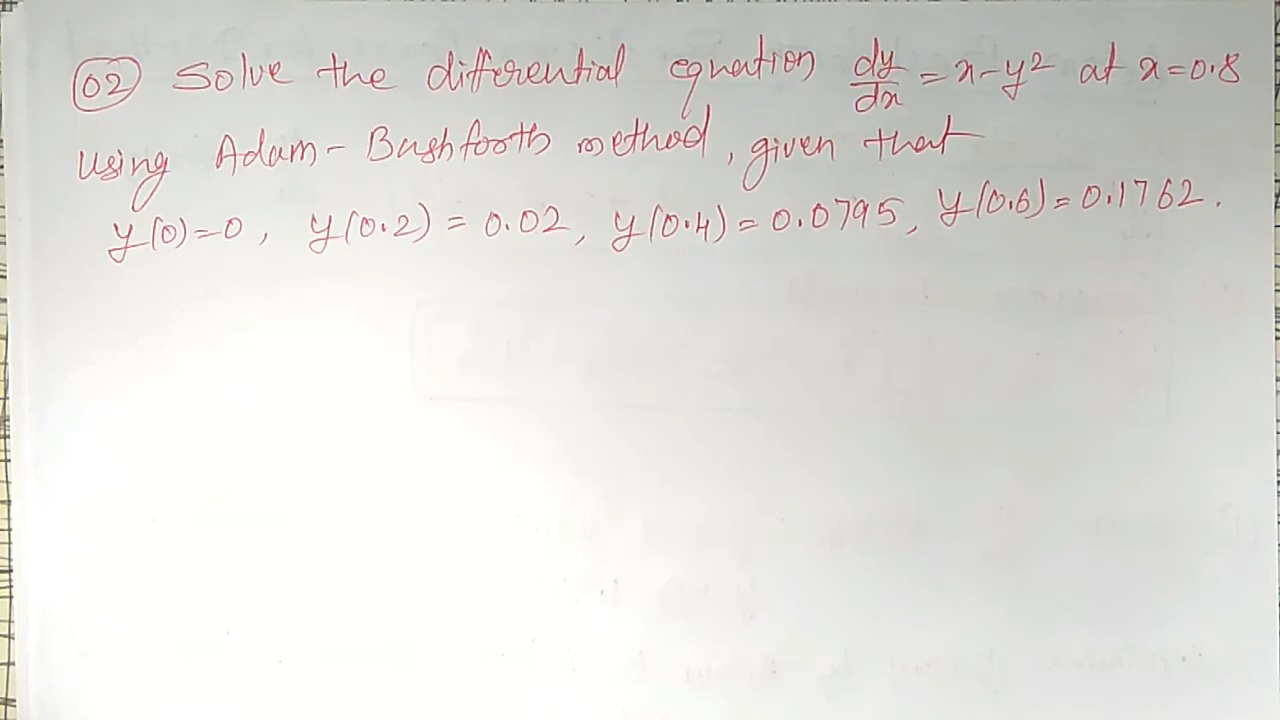 02 Solve the differential equation dy/dx = x-y² at x=0.8
Using Adam-Bushforth method, given that
y(0)=0, y(0.2) = 0.02, y(0.4) = 0.0795, y(0.6) = 0.1762.